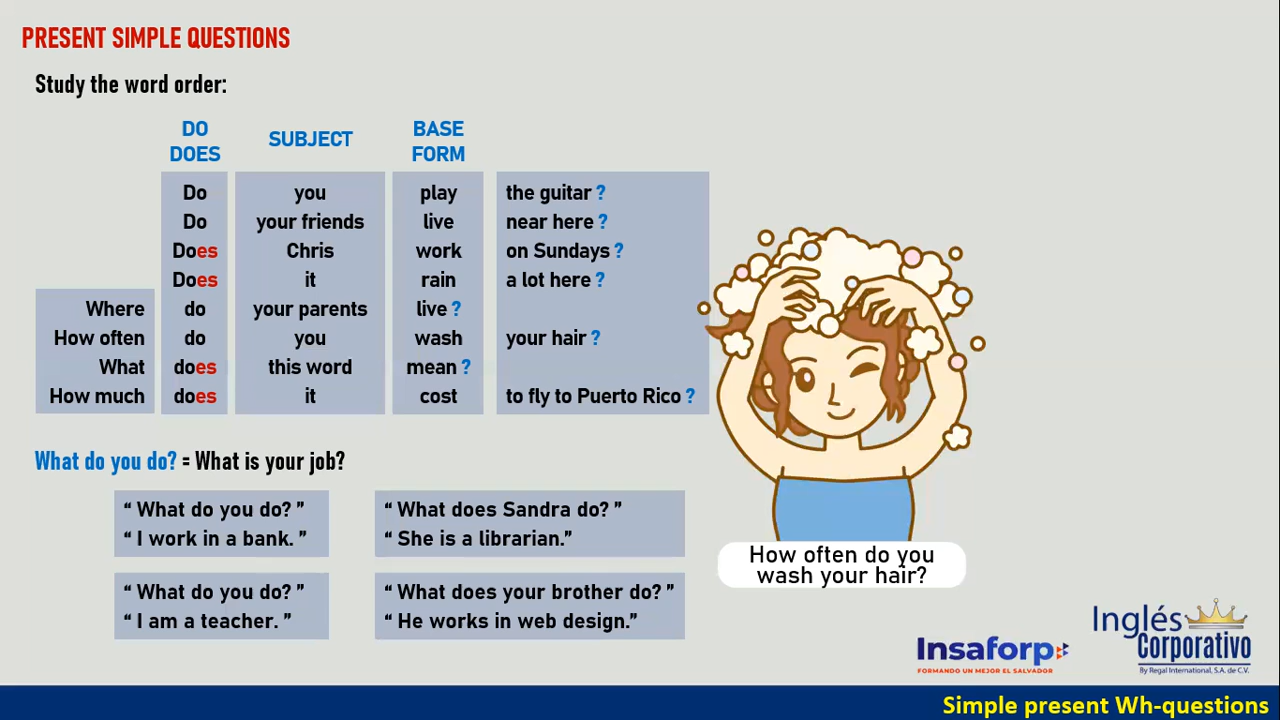 PRESENT SIMPLE QUESTIONS
Study the word order:
DO
DOES
SUBJECT
BASE
FORM
Do you play the guitar ?
Do your friends live near here ?
Does Chris work on Sundays ?
Does it rain a lot here ?
Where do your parents live ?
How often do you wash your hair ?
What does this word mean ?
How much does it cost to fly to Puerto Rico ?
What do you do? = What is your job?
“ What do you do? ”
“ I work in a bank. ”
“ What does Sandra do? ”
“ She is a librarian.”
“ What do you do? ”
“ I am a teacher. ”
“ What does your brother do? ”
“ He works in web design.”
How often do you
wash your hair?
Insaforp
FORMANDO UN MEJOR EL SALVADOR
Inglés
Corporativo
By Regal International, S.A. de C.V.
Simple present Wh-questions